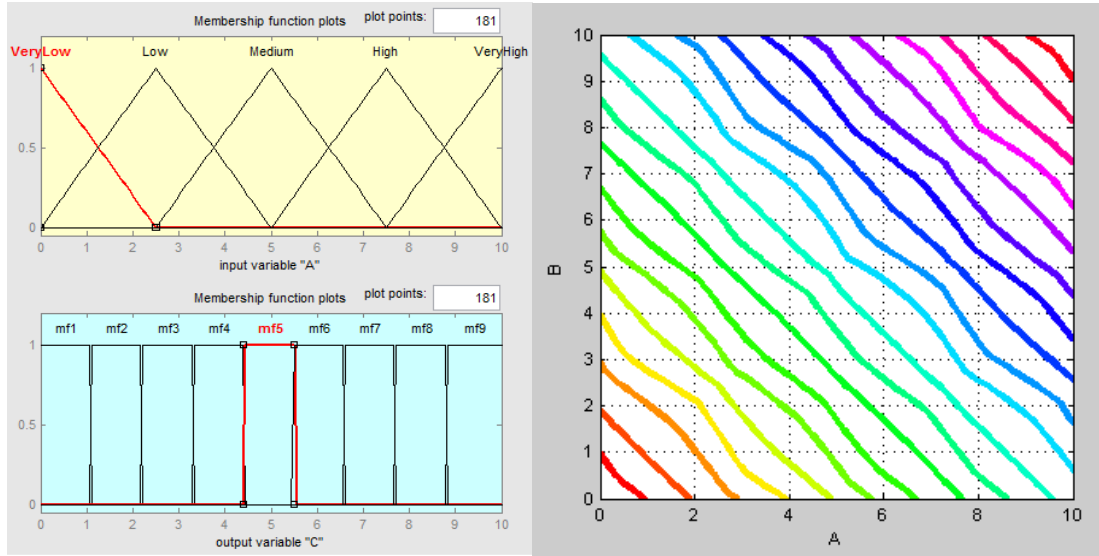 Membership function plots plot points: 181
VeryLow Low Medium High VeryHigh
1
0.5
0
0 1 2 3 4 5 6 7 8 9 10
input variable "A"
Membership function plots plot points: 181
mf1 mf2 mf3 mf4 mf5 mf6 mf7 mf8 mf9
1
0.5
0
0 1 2 3 4 5 6 7 8 9 10
output variable "C"
10
9
8
7
6
5
4
3
2
1
0
B
0 2 4 6 8 10
A